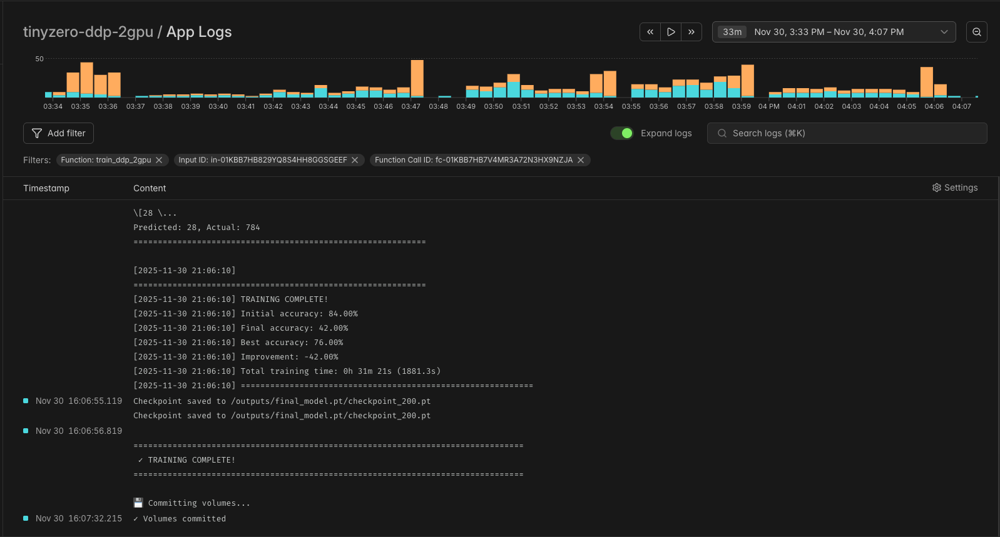 tinyzero-ddp-2gpu / App Logs
33m Nov 30, 3:33 PM – Nov 30, 4:07 PM
50
03:34 03:35 03:36 03:37 03:38 03:39 03:40 03:41 03:42 03:43 03:44 03:45 03:46 03:47 03:48 03:49 03:50 03:51 03:52 03:53 03:54 03:55 03:56 03:57 03:58 03:59 04 PM 04:01 04:02 04:03 04:04 04:05 04:06 04:07
Add filter
Expand logs
Search logs (⌘K)
Filters: Function: train_ddp_2gpu Input ID: in-01KBB7HB829YQ8S4HH8GGSGEEF Function Call ID: fc-01KBB7HB7V4MR3A72N3HX9NZJA
Timestamp Content Settings
\[28 \...
Predicted: 28, Actual: 784
============================================================
[2025-11-30 21:06:10]
============================================================
[2025-11-30 21:06:10] TRAINING COMPLETE!
[2025-11-30 21:06:10] Initial accuracy: 84.00%
[2025-11-30 21:06:10] Final accuracy: 42.00%
[2025-11-30 21:06:10] Best accuracy: 76.00%
[2025-11-30 21:06:10] Improvement: -42.00%
[2025-11-30 21:06:10] Total training time: 0h 31m 21s (1881.3s)
[2025-11-30 21:06:10] ============================================================
Nov 30 16:06:55.119 Checkpoint saved to /outputs/final_model.pt/checkpoint_200.pt
Checkpoint saved to /outputs/final_model.pt/checkpoint_200.pt
Nov 30 16:06:56.819
================================================================================
✓ TRAINING COMPLETE!
================================================================================
💾 Committing volumes...
Nov 30 16:07:32.215 ✓ Volumes committed